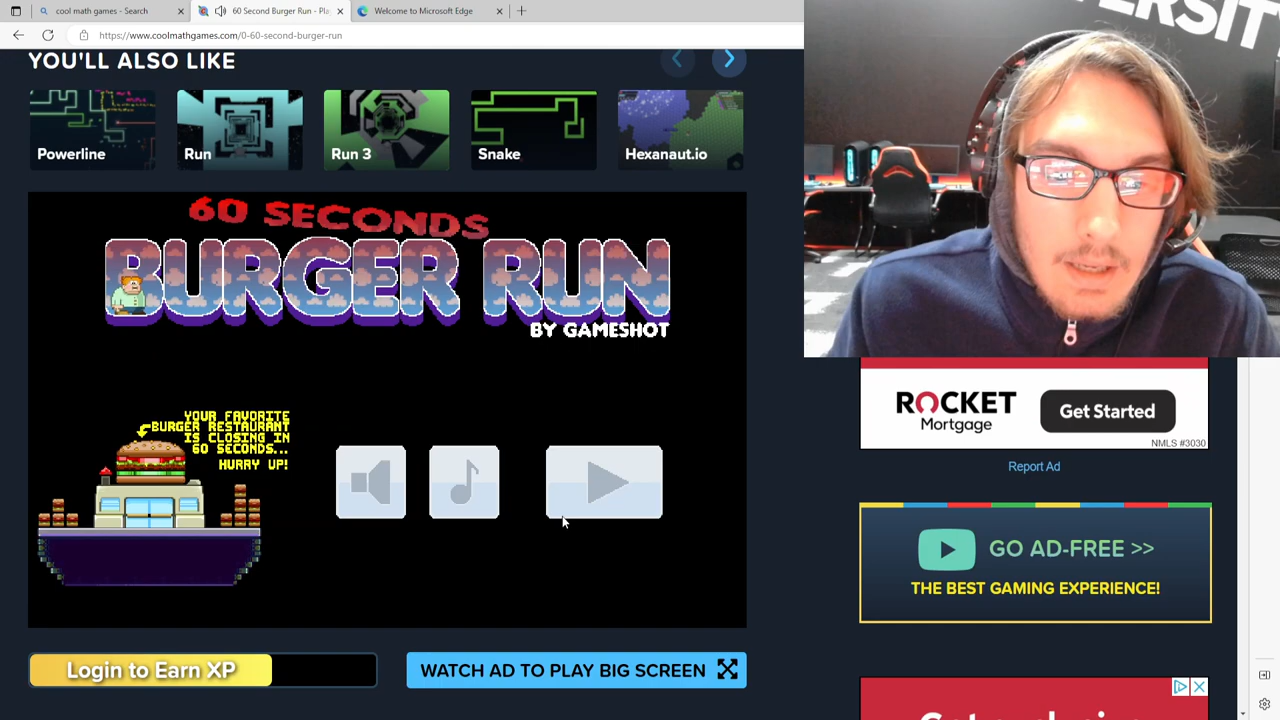 cool math games - Search
60 Second Burger Run - Pla
Welcome to Microsoft Edge
https://www.coolmathgames.com/0-60-second-burger-run
YOU'LL ALSO LIKE
Powerline
Run
Run 3
Snake
Hexanaut.io
60 SECONDS
BURGER RUN
BY GAMESHOT
YOUR FAVORITE
BURGER RESTAURANT
IS CLOSING IN
60 SECONDS...
HURRY UP!
ROCKET
Mortgage
Get Started
NMLS #3030
Report Ad
GO AD-FREE >>
THE BEST GAMING EXPERIENCE!
Login to Earn XP
WATCH AD TO PLAY BIG SCREEN